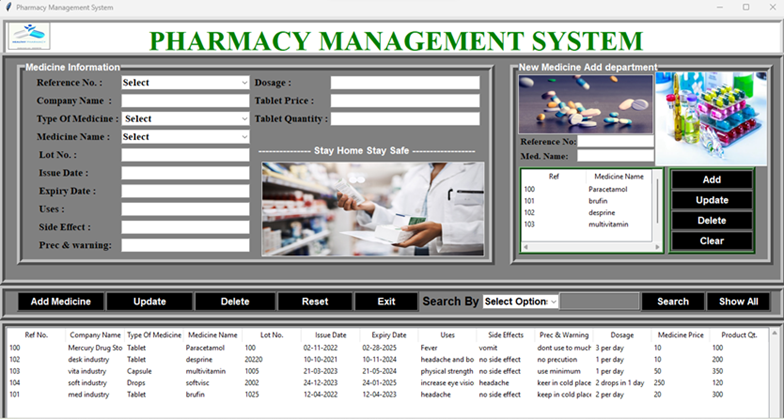 Pharmacy Management System
PHARMACY MANAGEMENT SYSTEM
Medicine Information
Reference No. : Select
Company Name :
Type Of Medicine : Select
Medicine Name : Select
Lot No. :
Issue Date :
Expiry Date :
Uses :
Side Effect :
Prec & warning:
Dosage :
Tablet Price :
Tablet Quantity :
--------------- Stay Home Stay Safe ---------------
New Medicine Add department
Reference No:
Med. Name:
Ref Medicine Name
100 Paracetamol
101 brufin
102 desprine
103 multivitamin
Add
Update
Delete
Clear
Add Medicine Update Delete Reset Exit Search By Select Options Search Show All
Ref No. Company Name Type Of Medicine Medicine Name Lot No. Issue Date Expiry Date Uses Side Effects Prec & Warning Dosage Medicine Price Product Qt.
100 Mercury Drug Sto Tablet Paracetamol 100 02-11-2022 02-28-2025 Fever vomit dont use to much 3 per day 10 100
102 desk industry Tablet desprine 20220 10-10-2021 10-11-2024 headache and bo no side effect no precution 1 per day 10 200
103 vita industry Capsule multivitamin 1005 21-03-2023 21-05-2024 physical strength no side effect use minimum 1 per day 50 350
104 soft industry Drops softvisc 2002 24-12-2023 24-01-2025 increase eye visio headache keer in cold place 2 drops in 1 day 250 120
101 med industry Tablet brufin 1025 12-04-2022 12-04-2023 headache no side effect keep in cold plac 1 per day 20 300